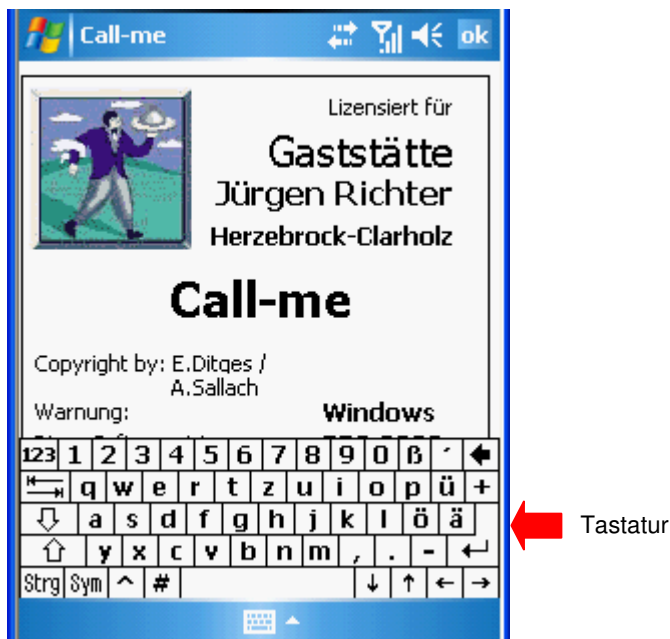 Call-me ok
Lizensiert für
Gaststätte
Jürgen Richter
Herzebrock-Clarholz
Call-me
Copyright by: E.Ditges /
A.Sallach
Warnung: Windows
123 1 2 3 4 5 6 7 8 9 0 ß ´
q w e r t z u i o p ü +
a s d f g h j k l ö ä
Tastatur
y x c v b n m , . -
Strg Sym ^ #